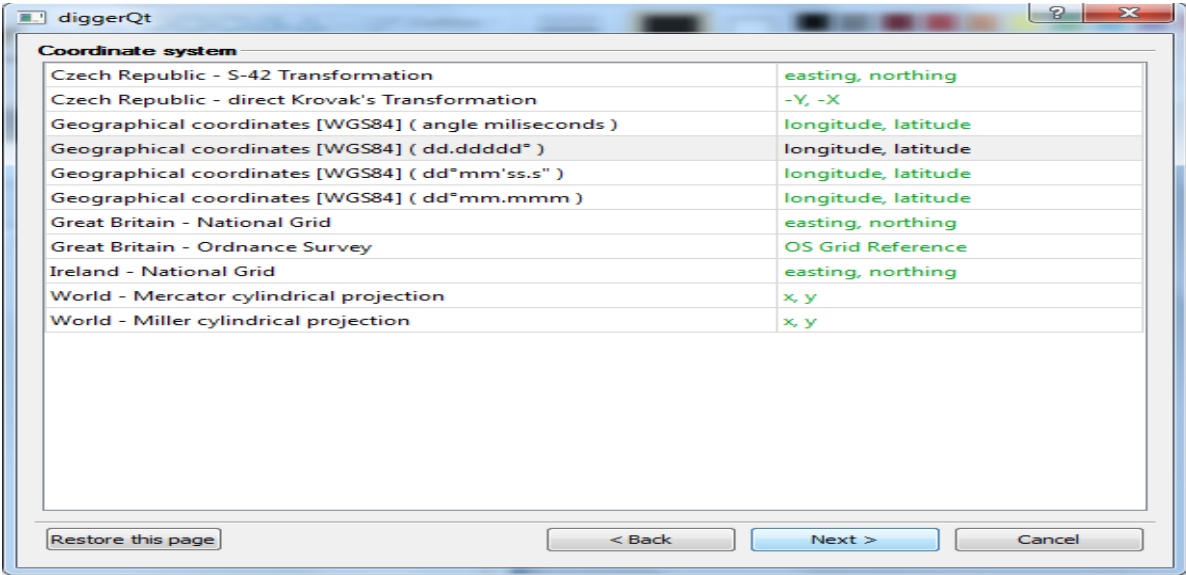 diggerQt
?
Coordinate system
Czech Republic - S-42 Transformation easting, northing
Czech Republic - direct Krovak's Transformation -Y, -X
Geographical coordinates [WGS84] ( angle miliseconds ) longitude, latitude
Geographical coordinates [WGS84] ( dd.ddddd° ) longitude, latitude
Geographical coordinates [WGS84] ( dd°mm'ss.s" ) longitude, latitude
Geographical coordinates [WGS84] ( dd°mm.mmm ) longitude, latitude
Great Britain - National Grid easting, northing
Great Britain - Ordnance Survey OS Grid Reference
Ireland - National Grid easting, northing
World - Mercator cylindrical projection x, y
World - Miller cylindrical projection x, y
Restore this page < Back Next > Cancel